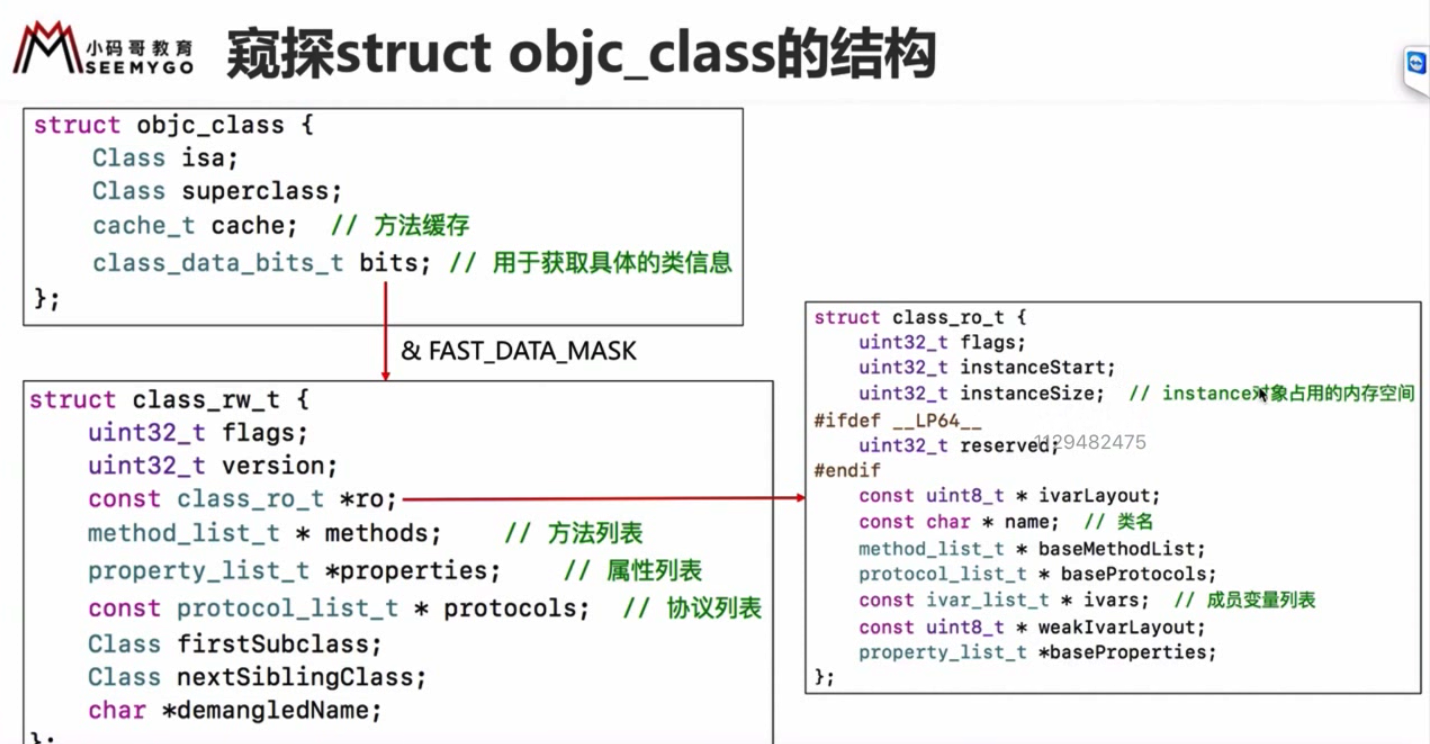 小码哥教育
SEEMYGO
窥探struct objc_class的结构
struct objc_class {
Class isa;
Class superclass;
cache_t cache; // 方法缓存
class_data_bits_t bits; // 用于获取具体的类信息
};
& FAST_DATA_MASK
struct class_rw_t {
uint32_t flags;
uint32_t version;
const class_ro_t *ro;
method_list_t * methods; // 方法列表
property_list_t *properties; // 属性列表
const protocol_list_t * protocols; // 协议列表
Class firstSubclass;
Class nextSiblingClass;
char *demangledName;
};
struct class_ro_t {
uint32_t flags;
uint32_t instanceStart;
uint32_t instanceSize; // instance对象占用的内存空间
#ifdef __LP64__
uint32_t reserved;
1129482475
#endif
const uint8_t * ivarLayout;
const char * name; // 类名
method_list_t * baseMethodList;
protocol_list_t * baseProtocols;
const ivar_list_t * ivars; // 成员变量列表
const uint8_t * weakIvarLayout;
property_list_t *baseProperties;
};